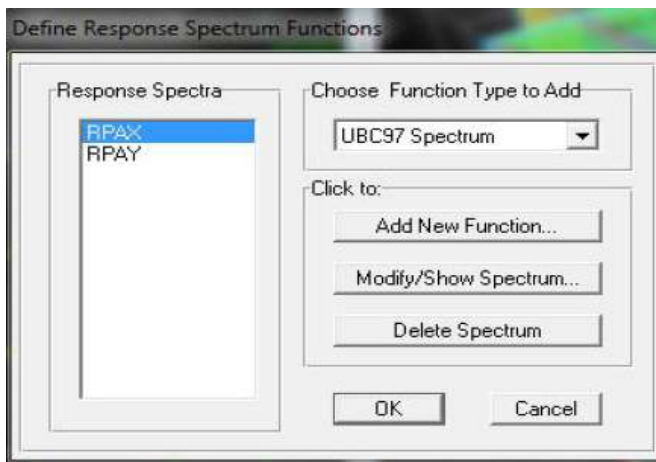 Define Response Spectrum Functions
Response Spectra
RPAX
RPAY
Choose Function Type to Add
UBC97 Spectrum
Click to:
Add New Function...
Modify/Show Spectrum...
Delete Spectrum
OK
Cancel